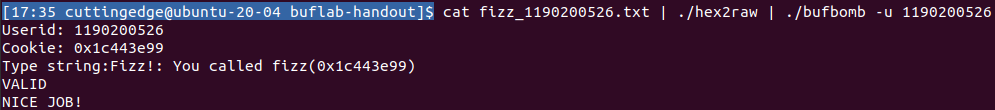 [17:35 cuttingedge@ubuntu-20-04 buflab-handout]$ cat fizz_1190200526.txt | ./hex2raw | ./bufbomb -u 1190200526
Userid: 1190200526
Cookie: 0x1c443e99
Type string:Fizz!: You called fizz(0x1c443e99)
VALID
NICE JOB!